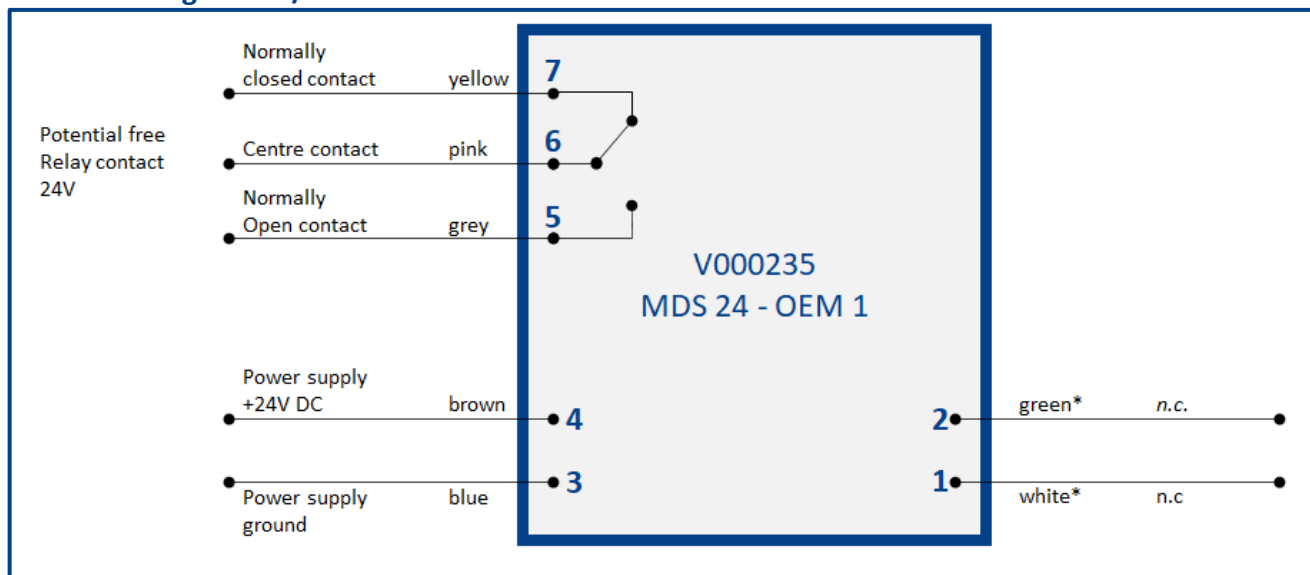 Normally
closed contact yellow 7
Potential free
Relay contact
24V
Centre contact pink 6
Normally
Open contact grey 5
V000235
MDS 24 - OEM 1
Power supply
+24V DC brown 4
2 green* n.c.
3
Power supply
ground blue
1
white* n.c